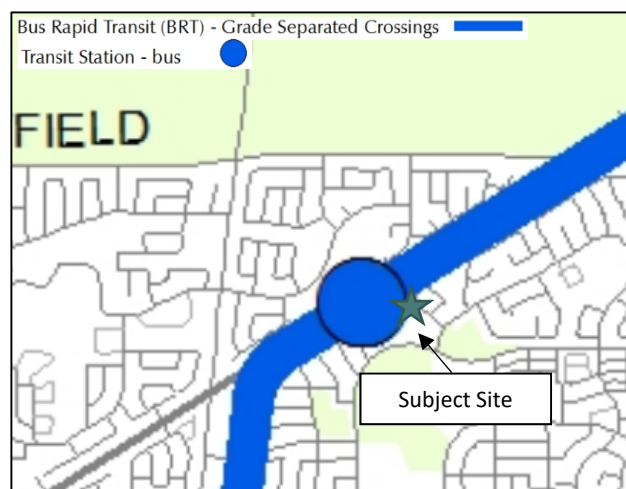 Bus Rapid Transit (BRT) - Grade Separated Crossings
Transit Station - bus
FIELD
Subject Site